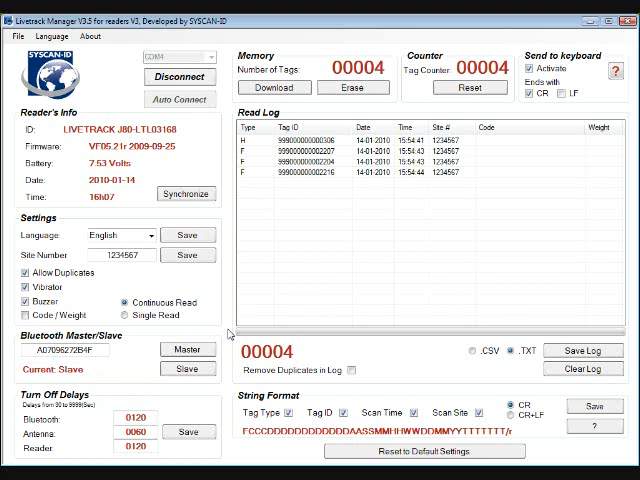 Livetrack Manager V3.5 for readers V3, Developed by SYSCAN-ID
File Language About
SYSCAN-ID
COM4
Disconnect
Auto Connect
Memory
Number of Tags: 00004
Download Erase
Counter
Tag Counter: 00004
Reset
Send to keyboard
Activate
Ends with
CR LF
?
Reader's Info
ID: LIVETRACK J80-LTL03168
Firmware: VF05.21r 2009-09-25
Battery: 7.53 Volts
Date: 2010-01-14
Time: 16h07
Synchronize
Read Log
Type Tag ID Date Time Site # Code Weight
H 999000000000306 14-01-2010 15:54:41 1234567
F 999000000002207 14-01-2010 15:54:43 1234567
F 999000000002204 14-01-2010 15:54:43 1234567
F 999000000002216 14-01-2010 15:54:44 1234567
Settings
Language: English Save
Site Number 1234567 Save
Allow Duplicates
Vibrator
Buzzer
Code / Weight
Continuous Read
Single Read
Bluetooth Master/Slave
A07096272B4F Master
Current: Slave Slave
00004
.CSV .TXT Save Log
Remove Duplicates in Log Clear Log
Turn Off Delays
Delays from 30 to 9999(Sec)
Bluetooth: 0120
Antenna: 0060 Save
Reader: 0120
String Format
Tag Type Tag ID Scan Time Scan Site
CR
CR+LF
Save
?
FCCCDDDDDDDDDDDDAASSMMHHWWDDMMYYTTTTTTT/r
Reset to Default Settings